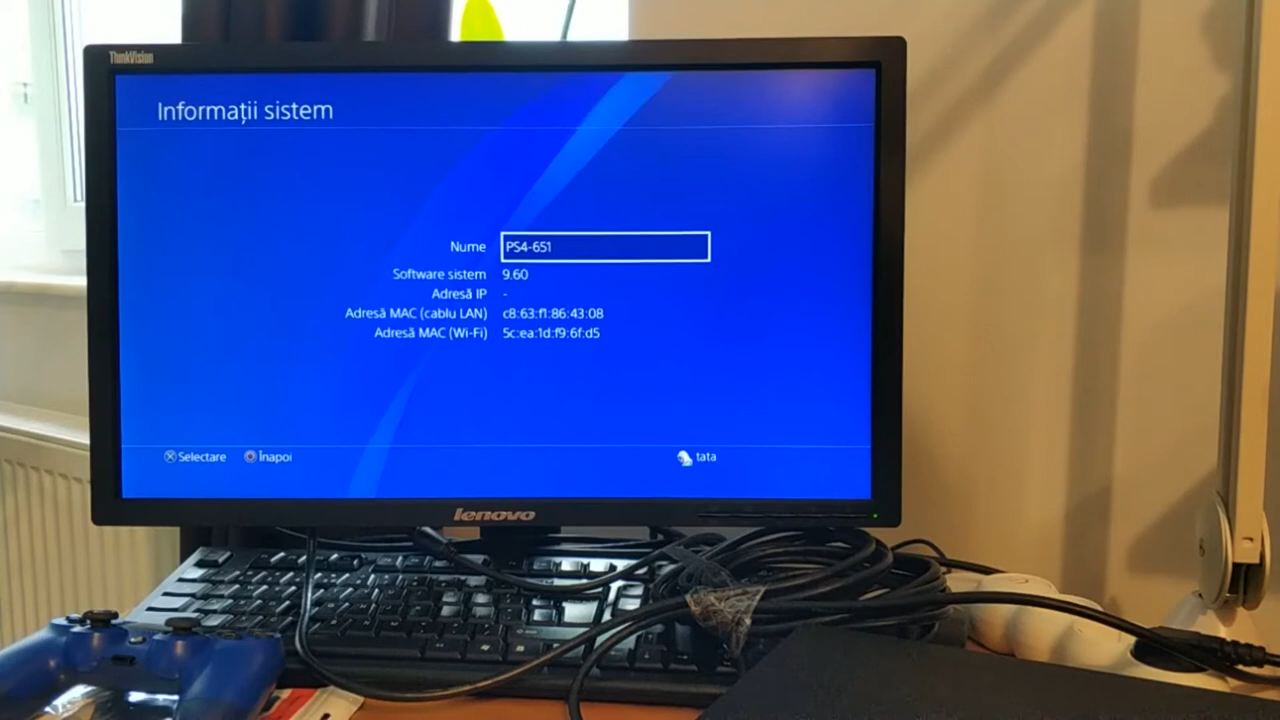 ThinkVision
Informații sistem
Nume PS4-651
Software sistem 9.60
Adresă IP -
Adresă MAC (cablu LAN) c8:63:f1:86:43:08
Adresă MAC (Wi-Fi) 5c:ea:1d:f9:6f:d5
Selectare Înapoi tata
lenovo